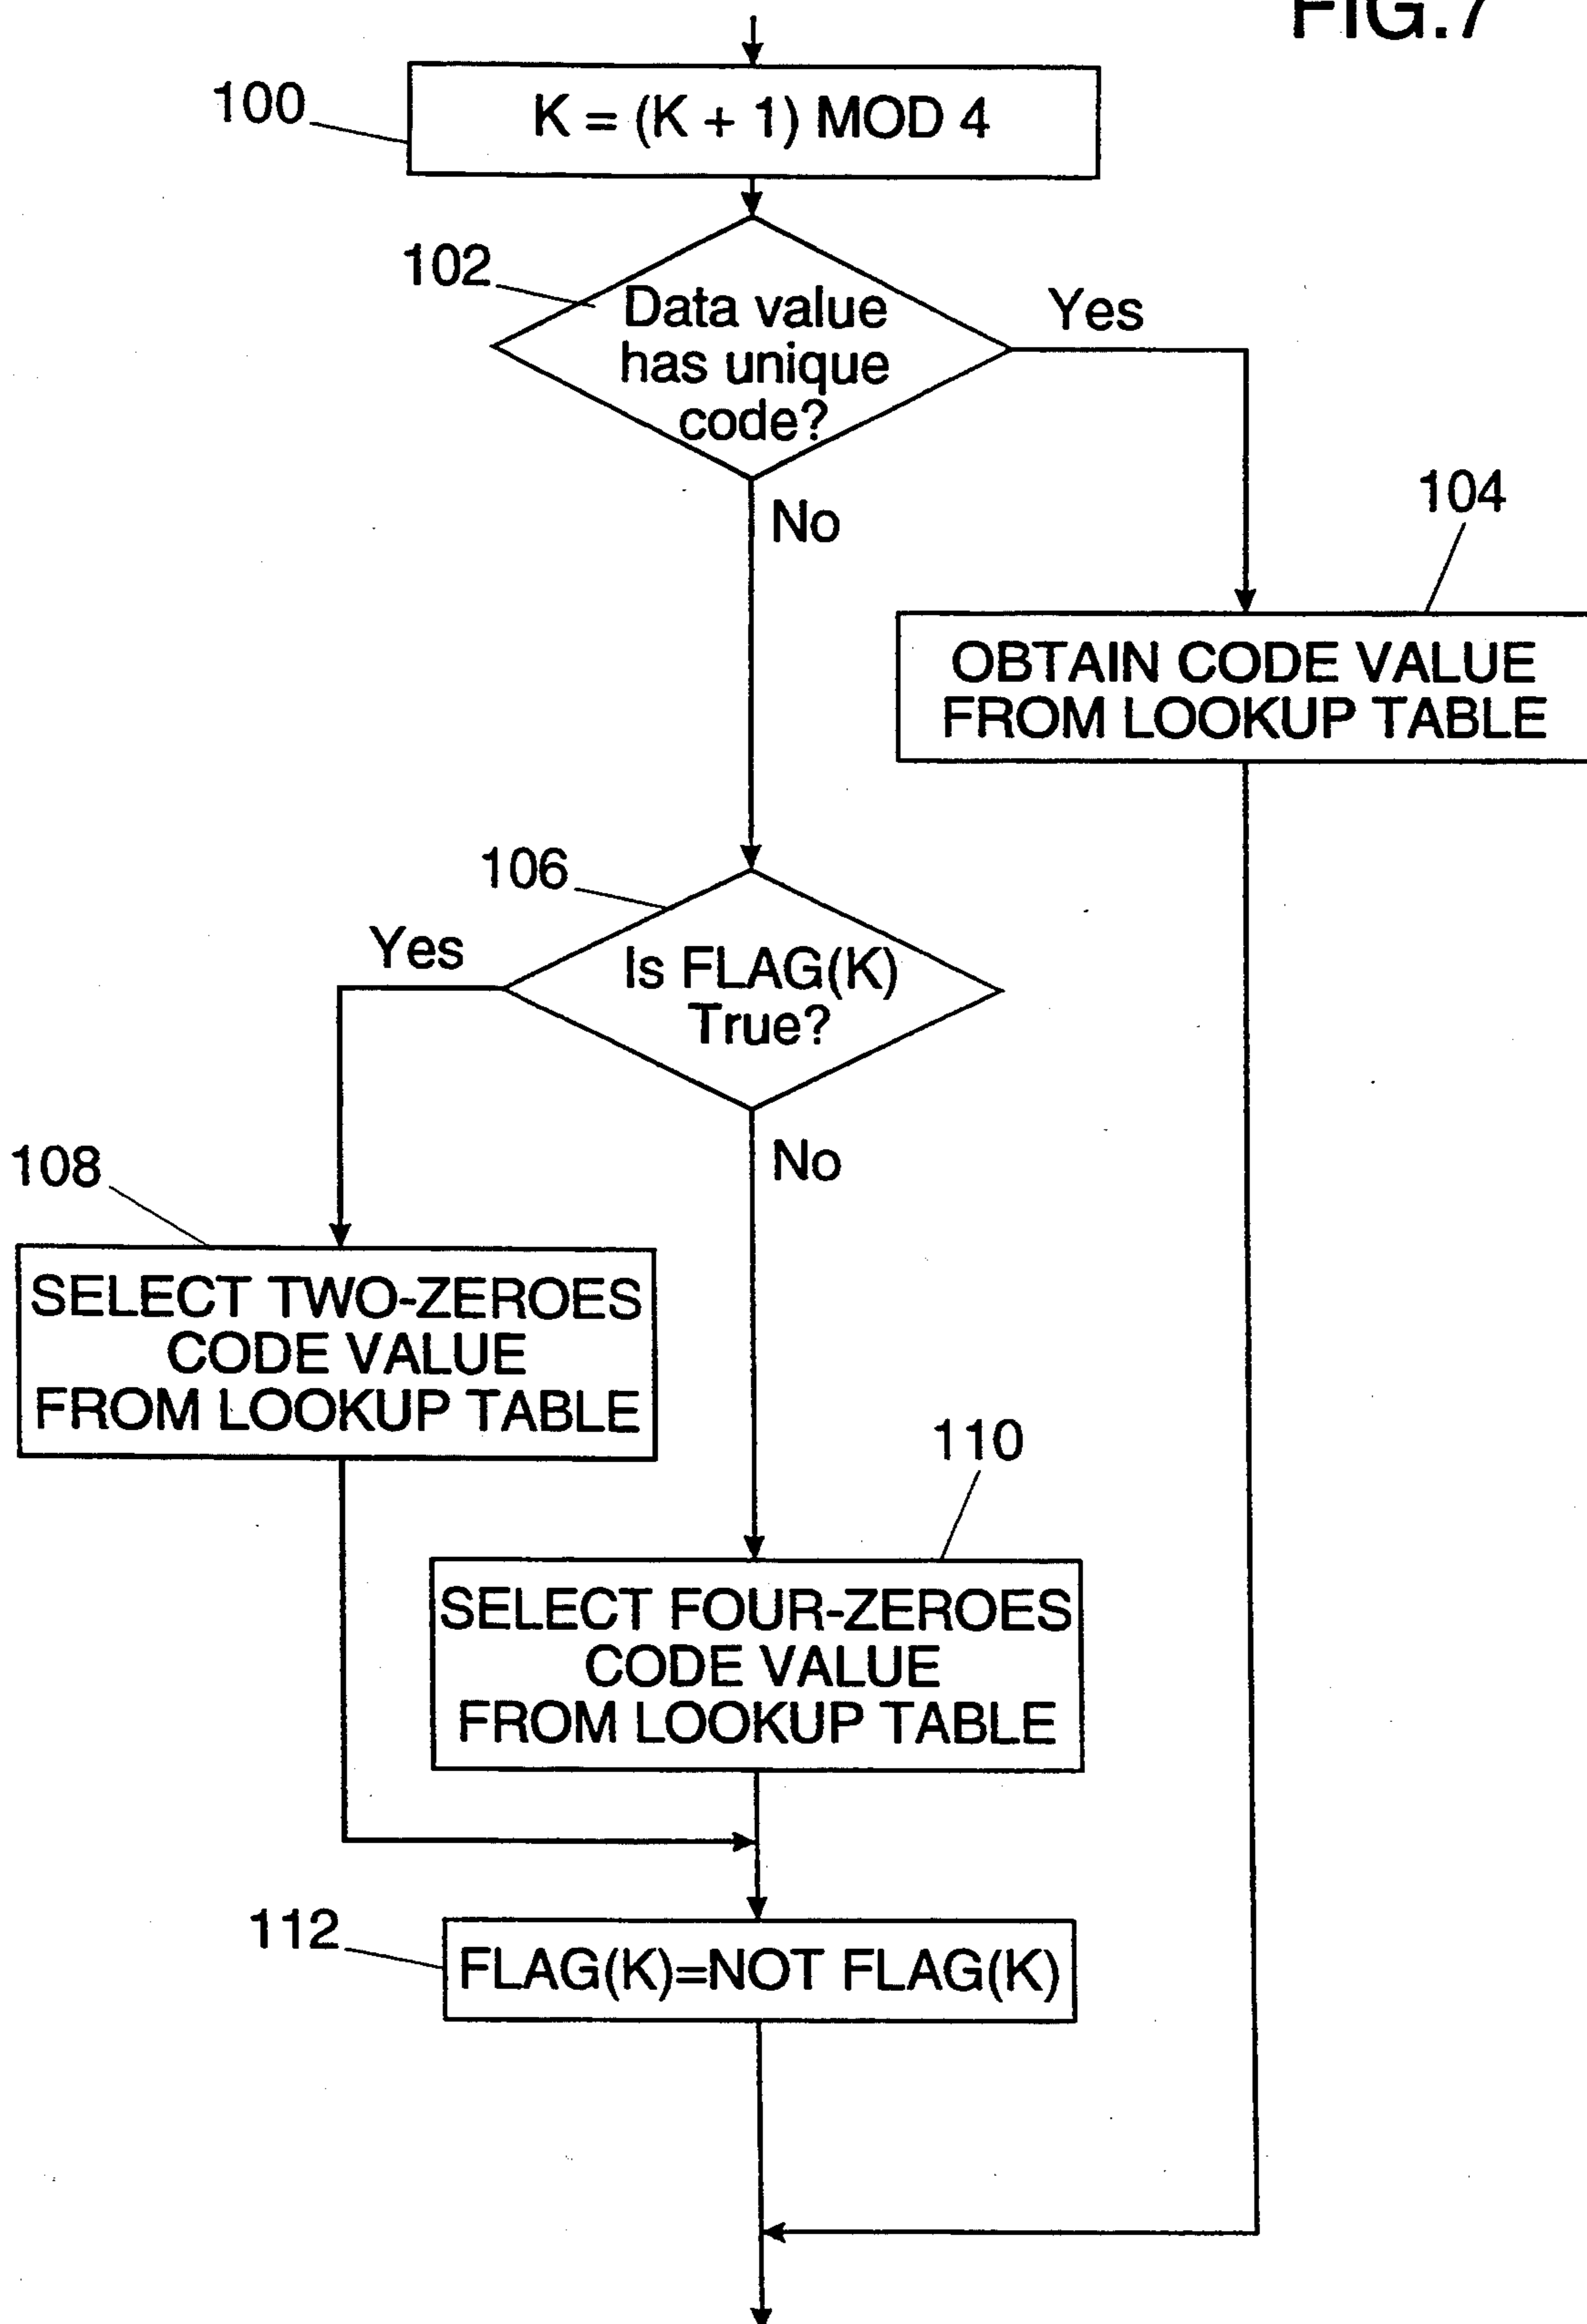 FIG.7
100
K = (K + 1) MOD 4
102
Data value
has unique
code?
Yes
No
104
OBTAIN CODE VALUE
FROM LOOKUP TABLE
106
Yes
Is FLAG(K)
True?
No
108
SELECT TWO-ZEROES
CODE VALUE
FROM LOOKUP TABLE
110
SELECT FOUR-ZEROES
CODE VALUE
FROM LOOKUP TABLE
112
FLAG(K)=NOT FLAG(K)